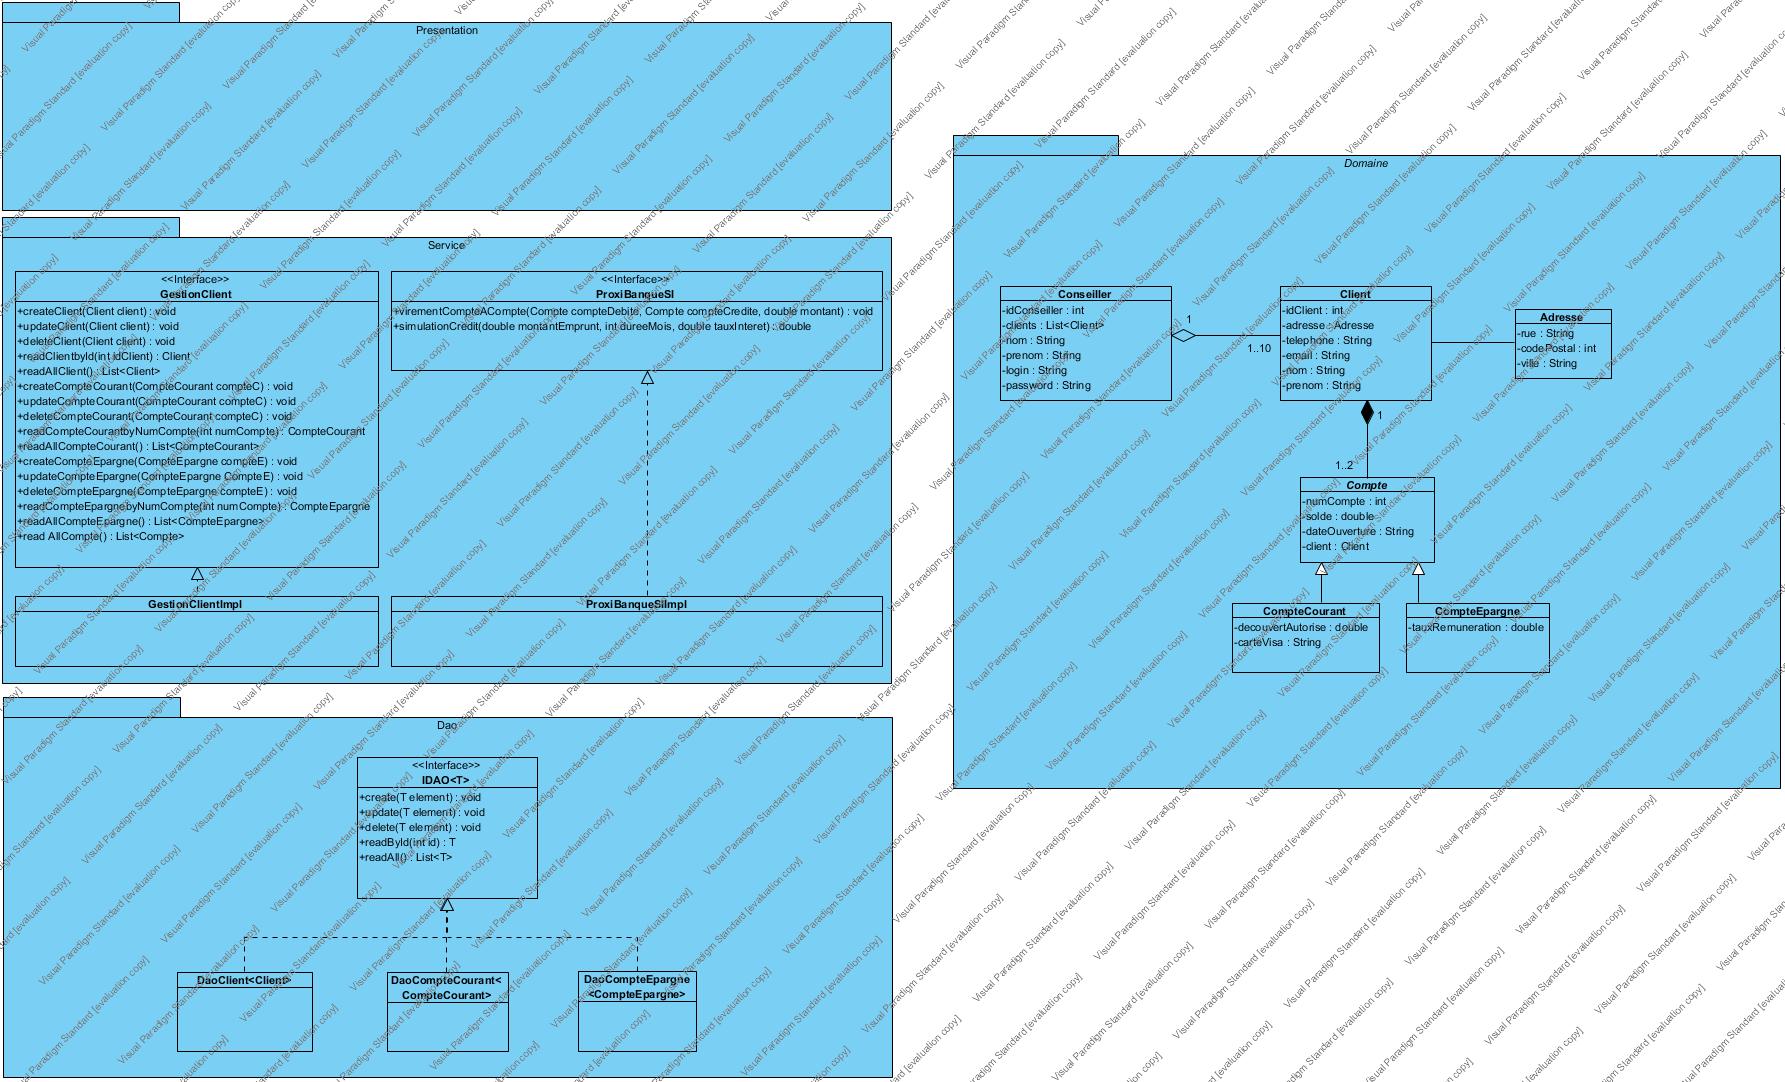 Presentation
Service
<<Interface>>
GestionClient
+createClient(Client client) : void
+updateClient(Client client) : void
+deleteClient(Client client) : void
+readClientbyId(int idClient) : Client
+readAllClient() : List<Client>
+createCompteCourant(CompteCourant compteC) : void
+updateCompteCourant(CompteCourant compteC) : void
+deleteCompteCourant(CompteCourant compteC) : void
+readCompteCourantbyNumCompte(int numCompte) : CompteCourant
+readAllCompteCourant() : List<CompteCourant>
+createCompteEpargne(CompteEpargne compteE) : void
+updateCompteEpargne(CompteEpargne CompteE) : void
+deleteCompteEpargne(CompteEpargne compteE) : void
+readCompteEpargnebyNumCompte(int numCompte) : CompteEpargne
+readAllCompteEpargne() : List<CompteEpargne>
+read AllCompte() : List<Compte>
GestionClientImpl
<<Interface>>
ProxiBanqueSI
+virementCompteACompte(Compte compteDebite, Compte compteCredite, double montant) : void
+simulationCredit(double montantEmprunt, int dureeMois, double tauxInteret) : double
ProxiBanqueSIImpl
Dao
<<Interface>>
IDAO<T>
+create(T element) : void
+update(T element) : void
+delete(T element) : void
+readById(int id) : T
+readAll() : List<T>
DaoClient<Client>
DaoCompteCourant<
CompteCourant>
DaoCompteEpargne
<CompteEpargne>
Domaine
Conseiller
-idConseiller : int
-clients : List<Client>
-nom : String
-prenom : String
-login : String
-password : String
1
1..10
Client
-idClient : int
-adresse : Adresse
-telephone : String
-email : String
-nom : String
-prenom : String
Adresse
-rue : String
-codePostal : int
-ville : String
1
1..2
Compte
-numCompte : int
-solde : double
-dateOuverture : String
-client : Client
CompteCourant
-decouvertAutorise : double
-carteVisa : String
CompteEpargne
-tauxRemuneration : double
Visual Paradigm Standard [evaluation copy]